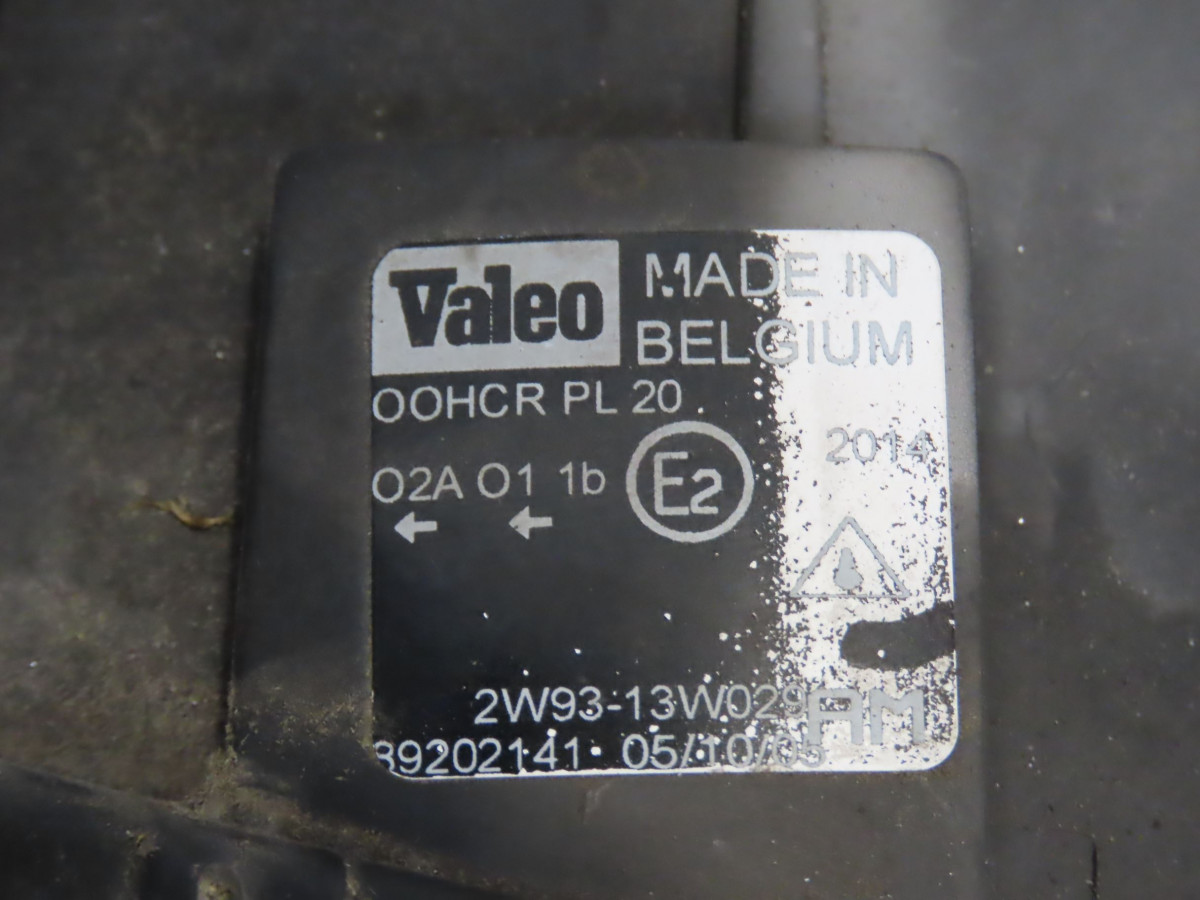 Valeo
MADE IN
BELGIUM
OOHCR PL 20
2014
O2A O1 1b
E2
2W93-13W029
AM
89202141 05/10/05